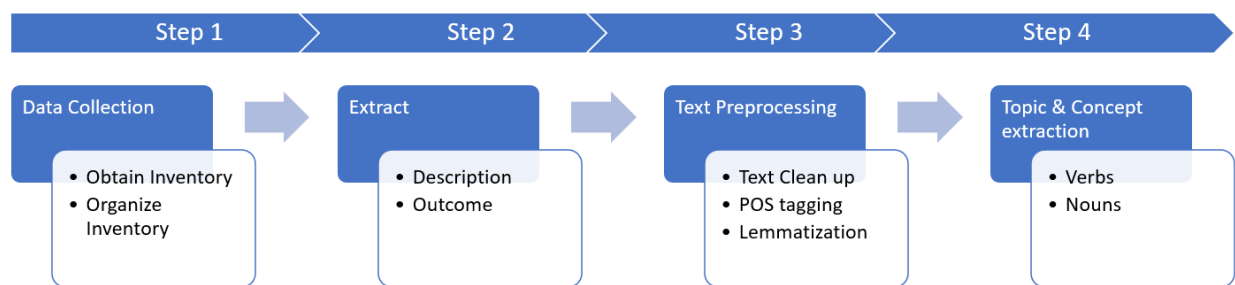 Step 1
Step 2
Step 3
Step 4
Data Collection
• Obtain Inventory
• Organize
Inventory
Extract
• Description
• Outcome
Text Preprocessing
• Text Clean up
• POS tagging
• Lemmatization
Topic & Concept
extraction
• Verbs
• Nouns